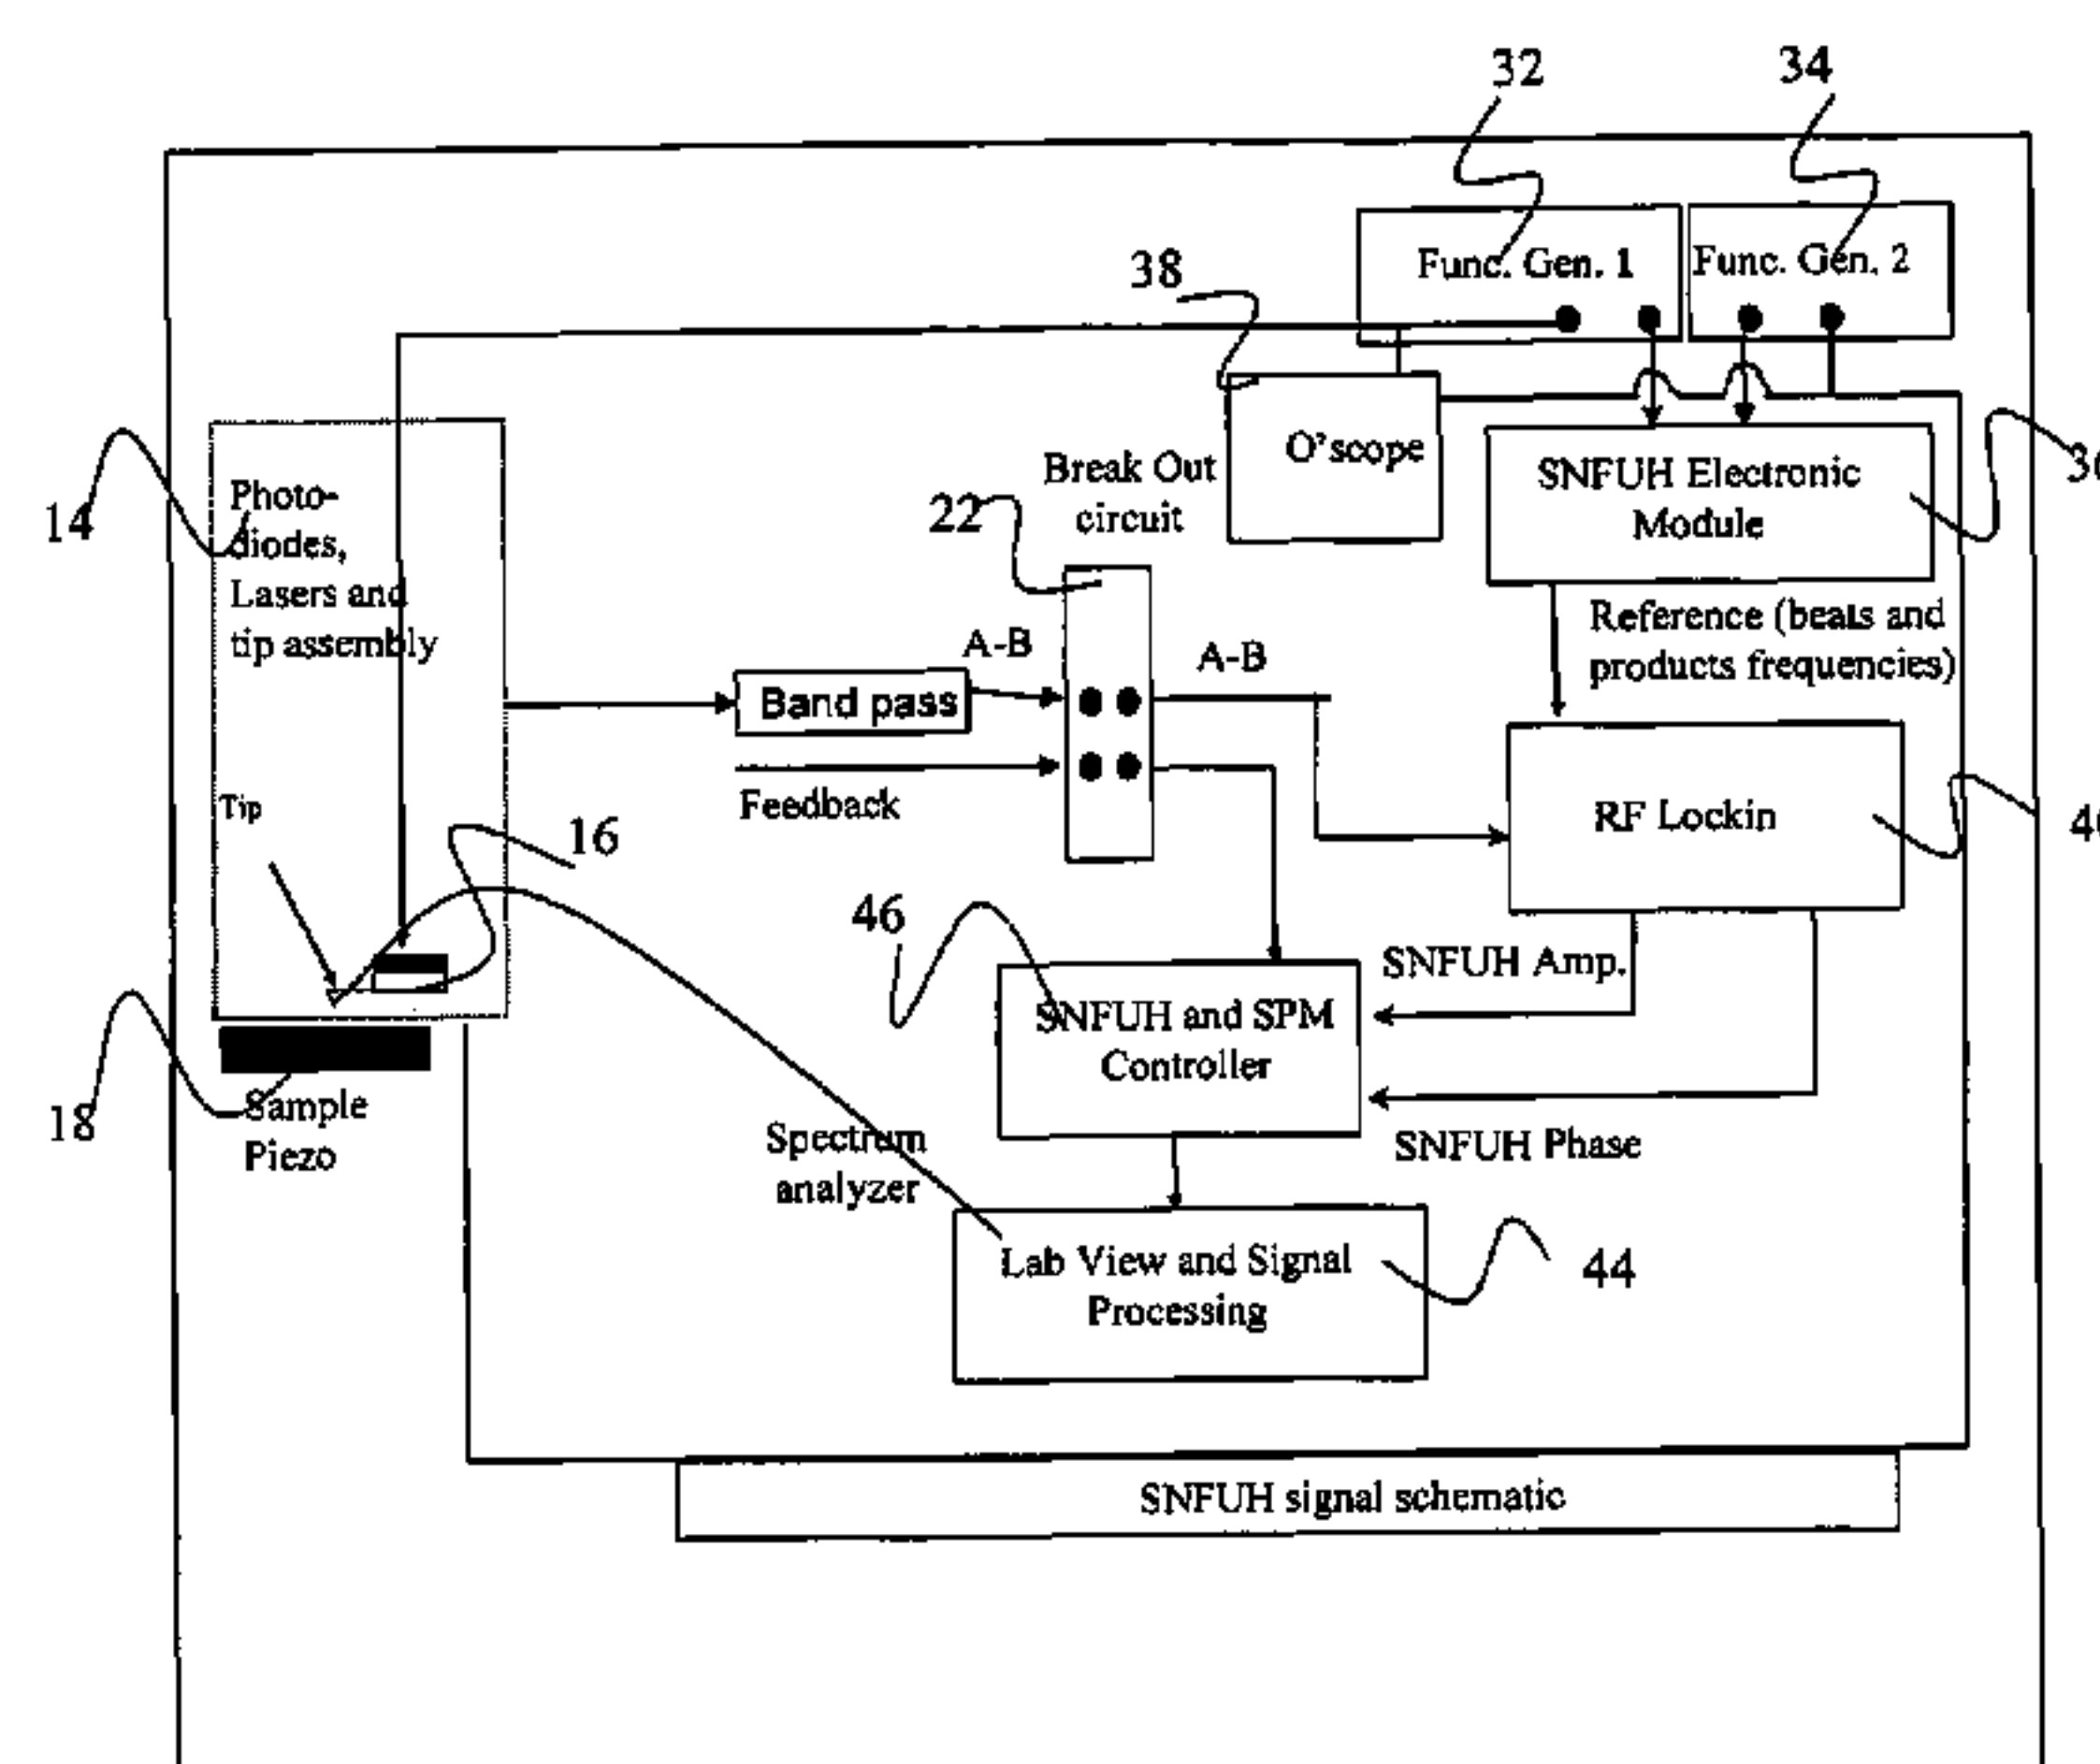 32
34
Func. Gen. 1
Func. Gen. 2
38
O'scope
Break Out
circuit
22
SNFUH Electronic
Module
14
Photo-
diodes,
Lasers and
tip assembly
Reference (beats and
products frequencies)
A-B
A-B
Band pass
Feedback
Tip
16
RF Lockin
46
SNFUH Amp.
SNFUH and SPM
Controller
18
Sample
Piezo
SNFUH Phase
Spectrum
analyzer
Lab View and Signal
Processing
44
SNFUH signal schematic